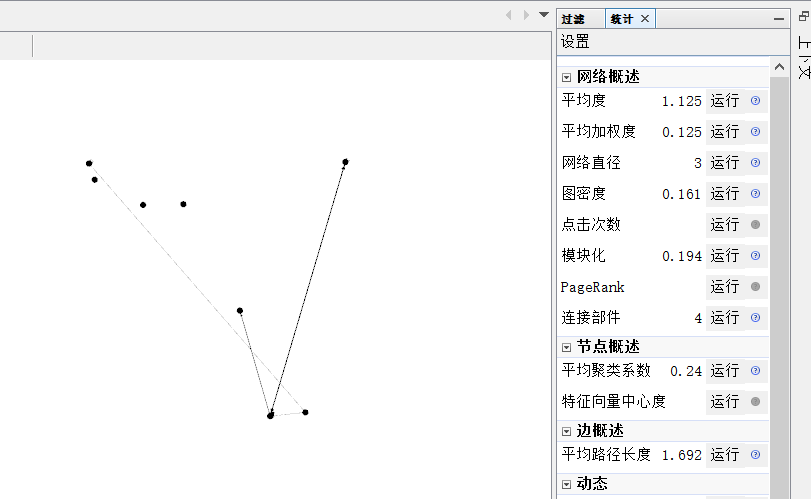 过滤 统计
设置
网络概述
平均度 1.125 运行
平均加权度 0.125 运行
网络直径 3 运行
图密度 0.161 运行
点击次数 运行
模块化 0.194 运行
PageRank 运行
连接部件 4 运行
节点概述
平均聚类系数 0.24 运行
特征向量中心度 运行
边概述
平均路径长度 1.692 运行
动态
上下文